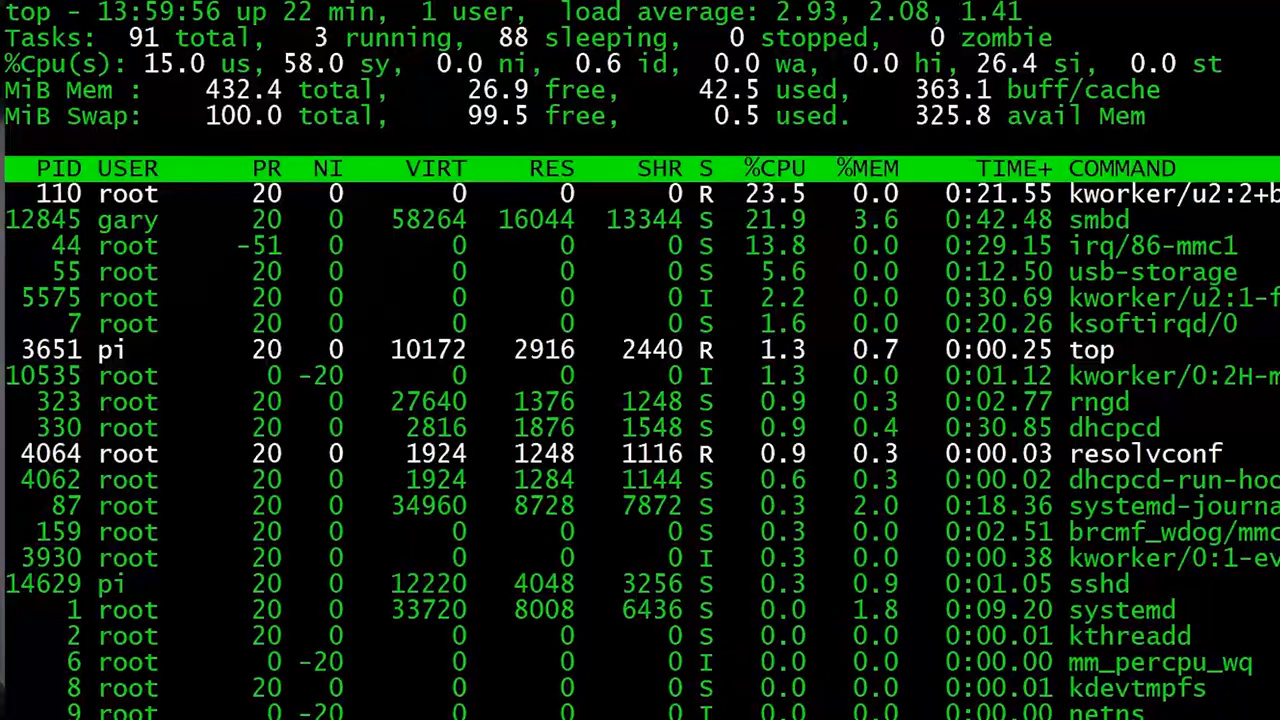 top - 13:59:56 up 22 min,  1 user,  load average: 2.93, 2.08, 1.41
Tasks:  91 total,   3 running,  88 sleeping,   0 stopped,   0 zombie
%Cpu(s): 15.0 us, 58.0 sy,  0.0 ni,  0.6 id,  0.0 wa,  0.0 hi, 26.4 si,  0.0 st
MiB Mem :    432.4 total,     26.9 free,     42.5 used,    363.1 buff/cache
MiB Swap:    100.0 total,     99.5 free,      0.5 used.    325.8 avail Mem
PID USER      PR  NI    VIRT    RES    SHR S  %CPU  %MEM     TIME+ COMMAND
110 root      20   0       0      0      0 R  23.5   0.0   0:21.55 kworker/u2:2+b
12845 gary      20   0   58264  16044  13344 S  21.9   3.6   0:42.48 smbd
44 root     -51   0       0      0      0 S  13.8   0.0   0:29.15 irq/86-mmc1
55 root      20   0       0      0      0 S   5.6   0.0   0:12.50 usb-storage
5575 root      20   0       0      0      0 I   2.2   0.0   0:30.69 kworker/u2:1-f
7 root      20   0       0      0      0 S   1.6   0.0   0:20.26 ksoftirqd/0
3651 pi        20   0   10172   2916   2440 R   1.3   0.7   0:00.25 top
10535 root       0 -20       0      0      0 I   1.3   0.0   0:01.12 kworker/0:2H-m
323 root      20   0   27640   1376   1248 S   0.9   0.3   0:02.77 rngd
330 root      20   0    2816   1876   1548 S   0.9   0.4   0:30.85 dhcpcd
4064 root      20   0    1924   1248   1116 R   0.9   0.3   0:00.03 resolvconf
4062 root      20   0    1924   1284   1144 S   0.6   0.3   0:00.02 dhcpcd-run-hoo
87 root      20   0   34960   8728   7872 S   0.3   2.0   0:18.36 systemd-journa
159 root      20   0       0      0      0 S   0.3   0.0   0:02.51 brcmf_wdog/mmc
3930 root      20   0       0      0      0 I   0.3   0.0   0:00.38 kworker/0:1-ev
14629 pi        20   0   12220   4048   3256 S   0.3   0.9   0:01.05 sshd
1 root      20   0   33720   8008   6436 S   0.0   1.8   0:09.20 systemd
2 root      20   0       0      0      0 S   0.0   0.0   0:00.01 kthreadd
6 root       0 -20       0      0      0 I   0.0   0.0   0:00.00 mm_percpu_wq
8 root      20   0       0      0      0 S   0.0   0.0   0:00.01 kdevtmpfs
9 root       0 -20       0      0      0 I   0.0   0.0   0:00.00 netns